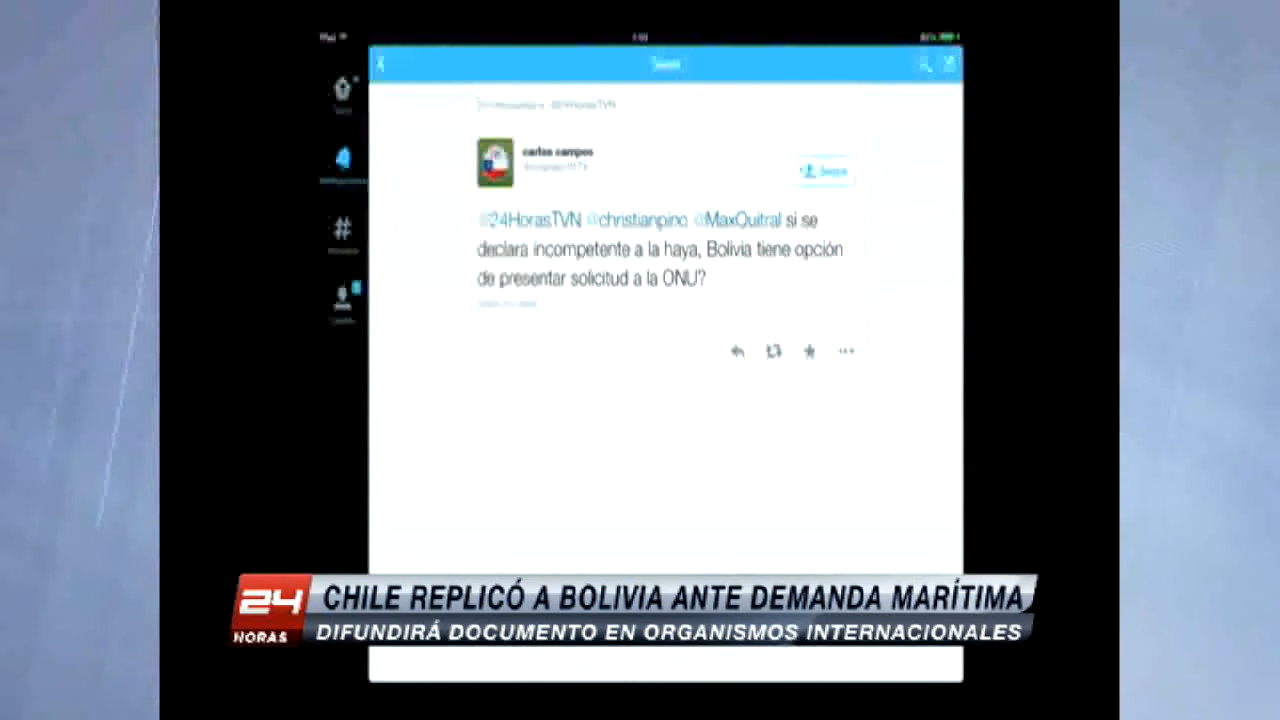 carlos campos
Seguir
@24HorasTVN @christianpino @MaxQuitral si se
declara incompetente a la haya, Bolivia tiene opción
de presentar solicitud a la ONU?
24 CHILE REPLICÓ A BOLIVIA ANTE DEMANDA MARÍTIMA
HORAS DIFUNDIRÁ DOCUMENTO EN ORGANISMOS INTERNACIONALES